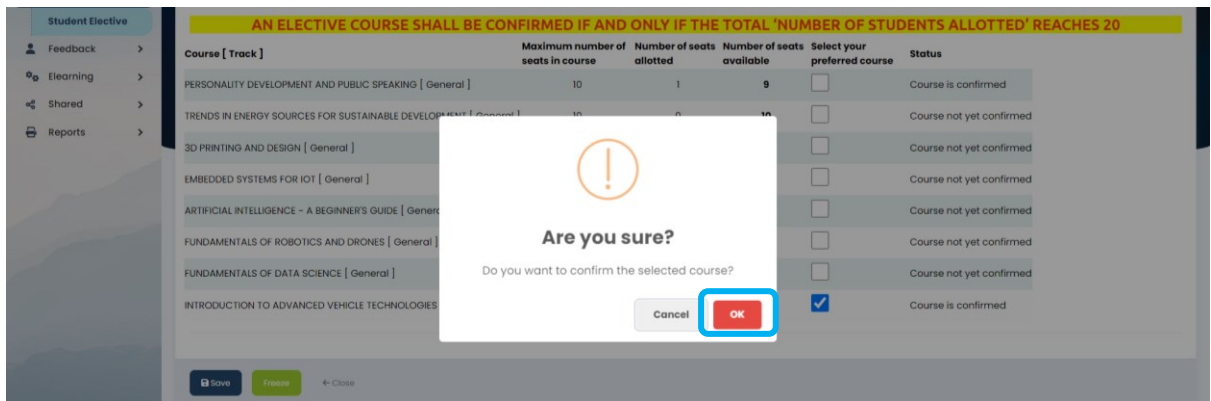 Student Elective
Feedback
Elearning
Shared
Reports
AN ELECTIVE COURSE SHALL BE CONFIRMED IF AND ONLY IF THE TOTAL ‘NUMBER OF STUDENTS ALLOTTED’ REACHES 20
Course [ Track ] Maximum number of seats in course Number of seats allotted Number of seats available Select your preferred course Status
PERSONALITY DEVELOPMENT AND PUBLIC SPEAKING [ General ] 10 1 9 Course is confirmed
TRENDS IN ENERGY SOURCES FOR SUSTAINABLE DEVELOPMENT [ General ] 10 0 10 Course not yet confirmed
3D PRINTING AND DESIGN [ General ] Course not yet confirmed
EMBEDDED SYSTEMS FOR IOT [ General ] Course not yet confirmed
ARTIFICIAL INTELLIGENCE - A BEGINNER'S GUIDE [ Genera Course not yet confirmed
FUNDAMENTALS OF ROBOTICS AND DRONES [ General ] Course not yet confirmed
FUNDAMENTALS OF DATA SCIENCE [ General ] Course not yet confirmed
INTRODUCTION TO ADVANCED VEHICLE TECHNOLOGIES Course is confirmed
Are you sure?
Do you want to confirm the selected course?
Cancel OK
Save Freeze ← Close